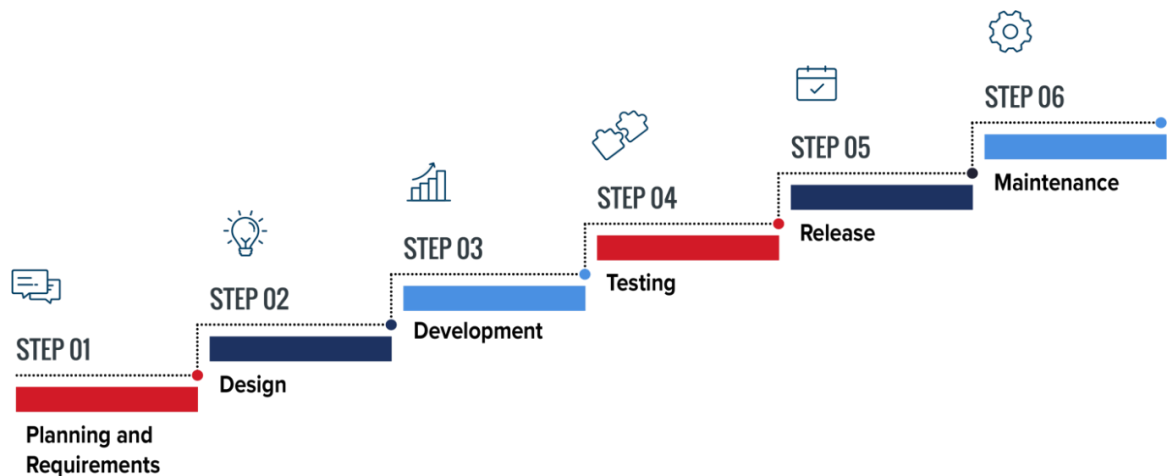 STEP 01
Planning and
Requirements
STEP 02
Design
STEP 03
Development
STEP 04
Testing
STEP 05
Release
STEP 06
Maintenance